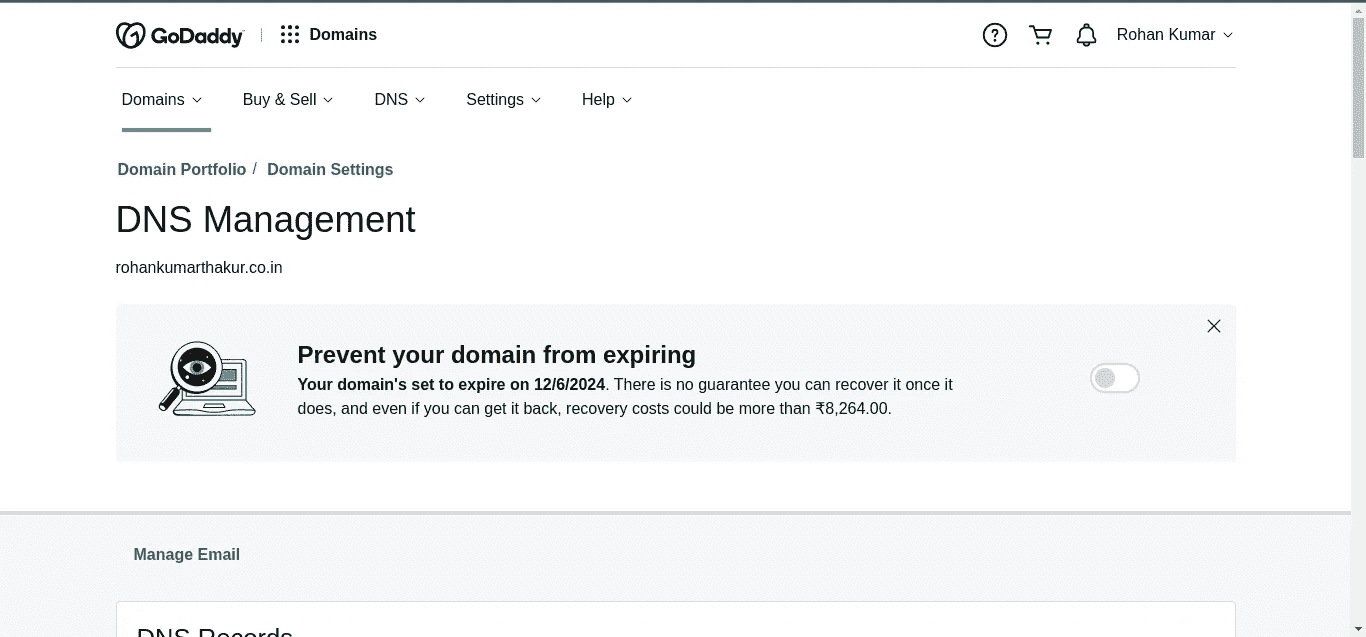 GoDaddy Domains Rohan Kumar
Domains Buy & Sell DNS Settings Help
Domain Portfolio / Domain Settings
DNS Management
rohankumarthakur.co.in
Prevent your domain from expiring
Your domain's set to expire on 12/6/2024. There is no guarantee you can recover it once it
does, and even if you can get it back, recovery costs could be more than ₹8,264.00.
Manage Email
DNS Records